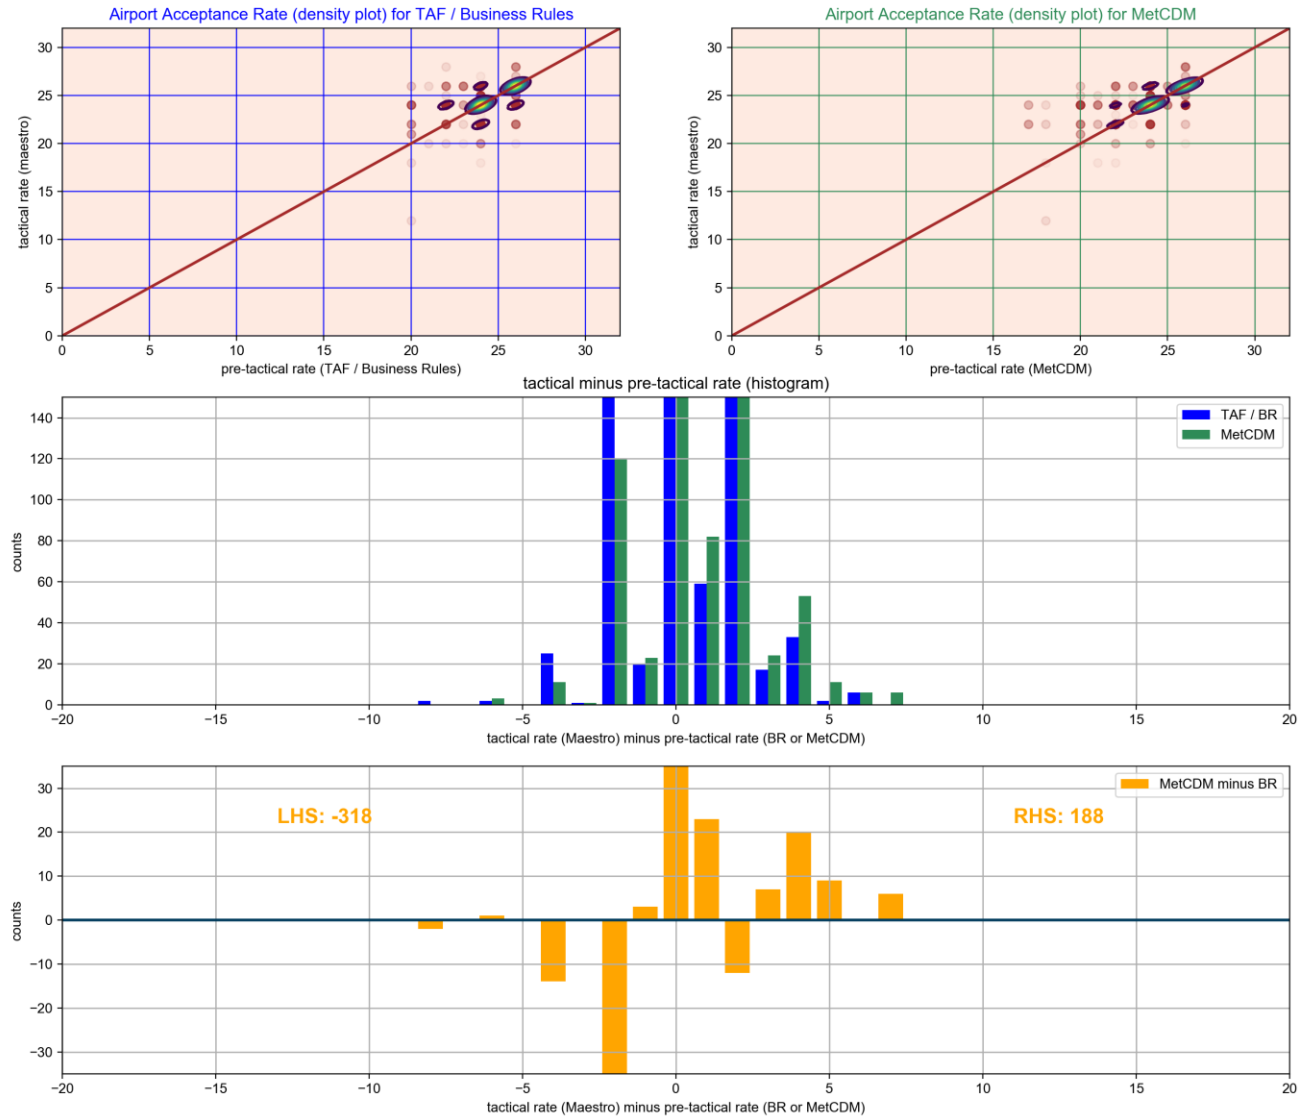 Airport Acceptance Rate (density plot) for TAF / Business Rules
30
25
20
15
10
5
0
tactical rate (maestro)
0 5 10 15 20 25 30
pre-tactical rate (TAF / Business Rules)
Airport Acceptance Rate (density plot) for MetCDM
30
25
20
15
10
5
0
tactical rate (maestro)
0 5 10 15 20 25 30
pre-tactical rate (MetCDM)
tactical minus pre-tactical rate (histogram)
TAF / BR
MetCDM
140
120
100
80
60
40
20
0
counts
−20 −15 −10 −5 0 5 10 15 20
tactical rate (Maestro) minus pre-tactical rate (BR or MetCDM)
MetCDM minus BR
LHS: -318
RHS: 188
30
20
10
0
−10
−20
−30
counts
−20 −15 −10 −5 0 5 10 15 20
tactical rate (Maestro) minus pre-tactical rate (BR or MetCDM)